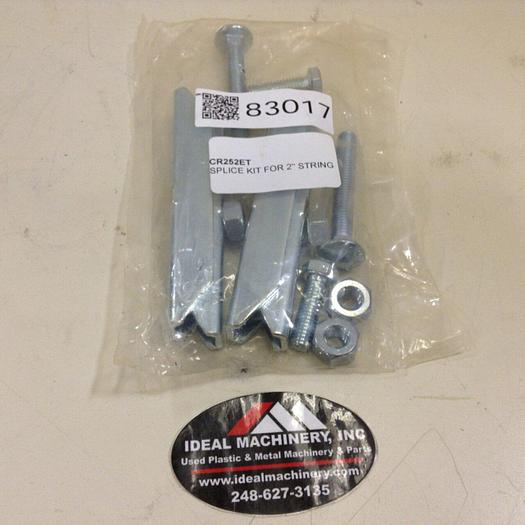 83017
CR252ET
SPLICE KIT FOR 2" STRING
IDEAL MACHINERY, INC
Used Plastic & Metal Machinery & Parts
www.idealmachinery.com
248-627-3135